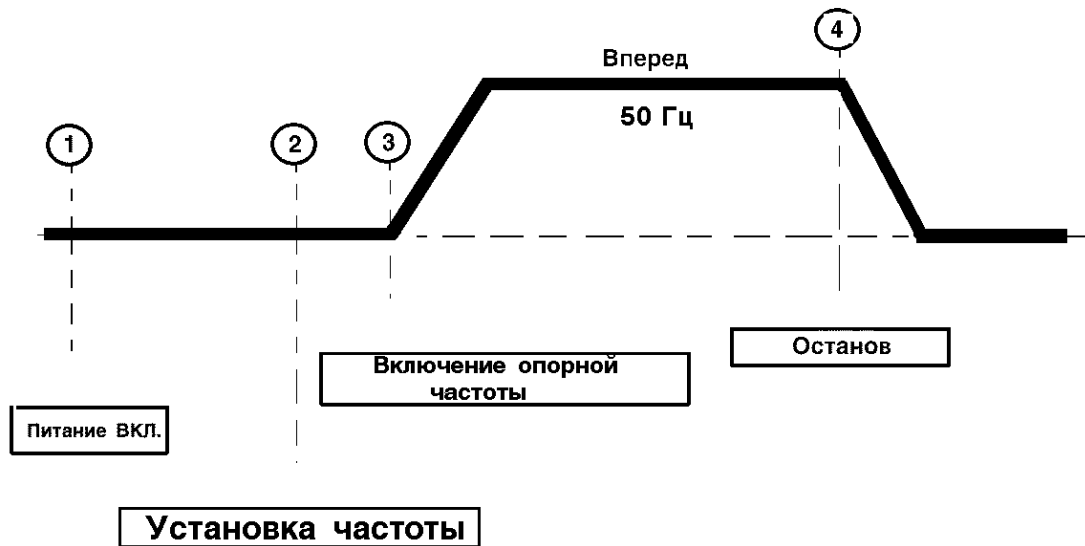 4
Вперед
50 Гц
1
2
3
Останов
Включение опорной
частоты
Питание ВКЛ.
Установка частоты